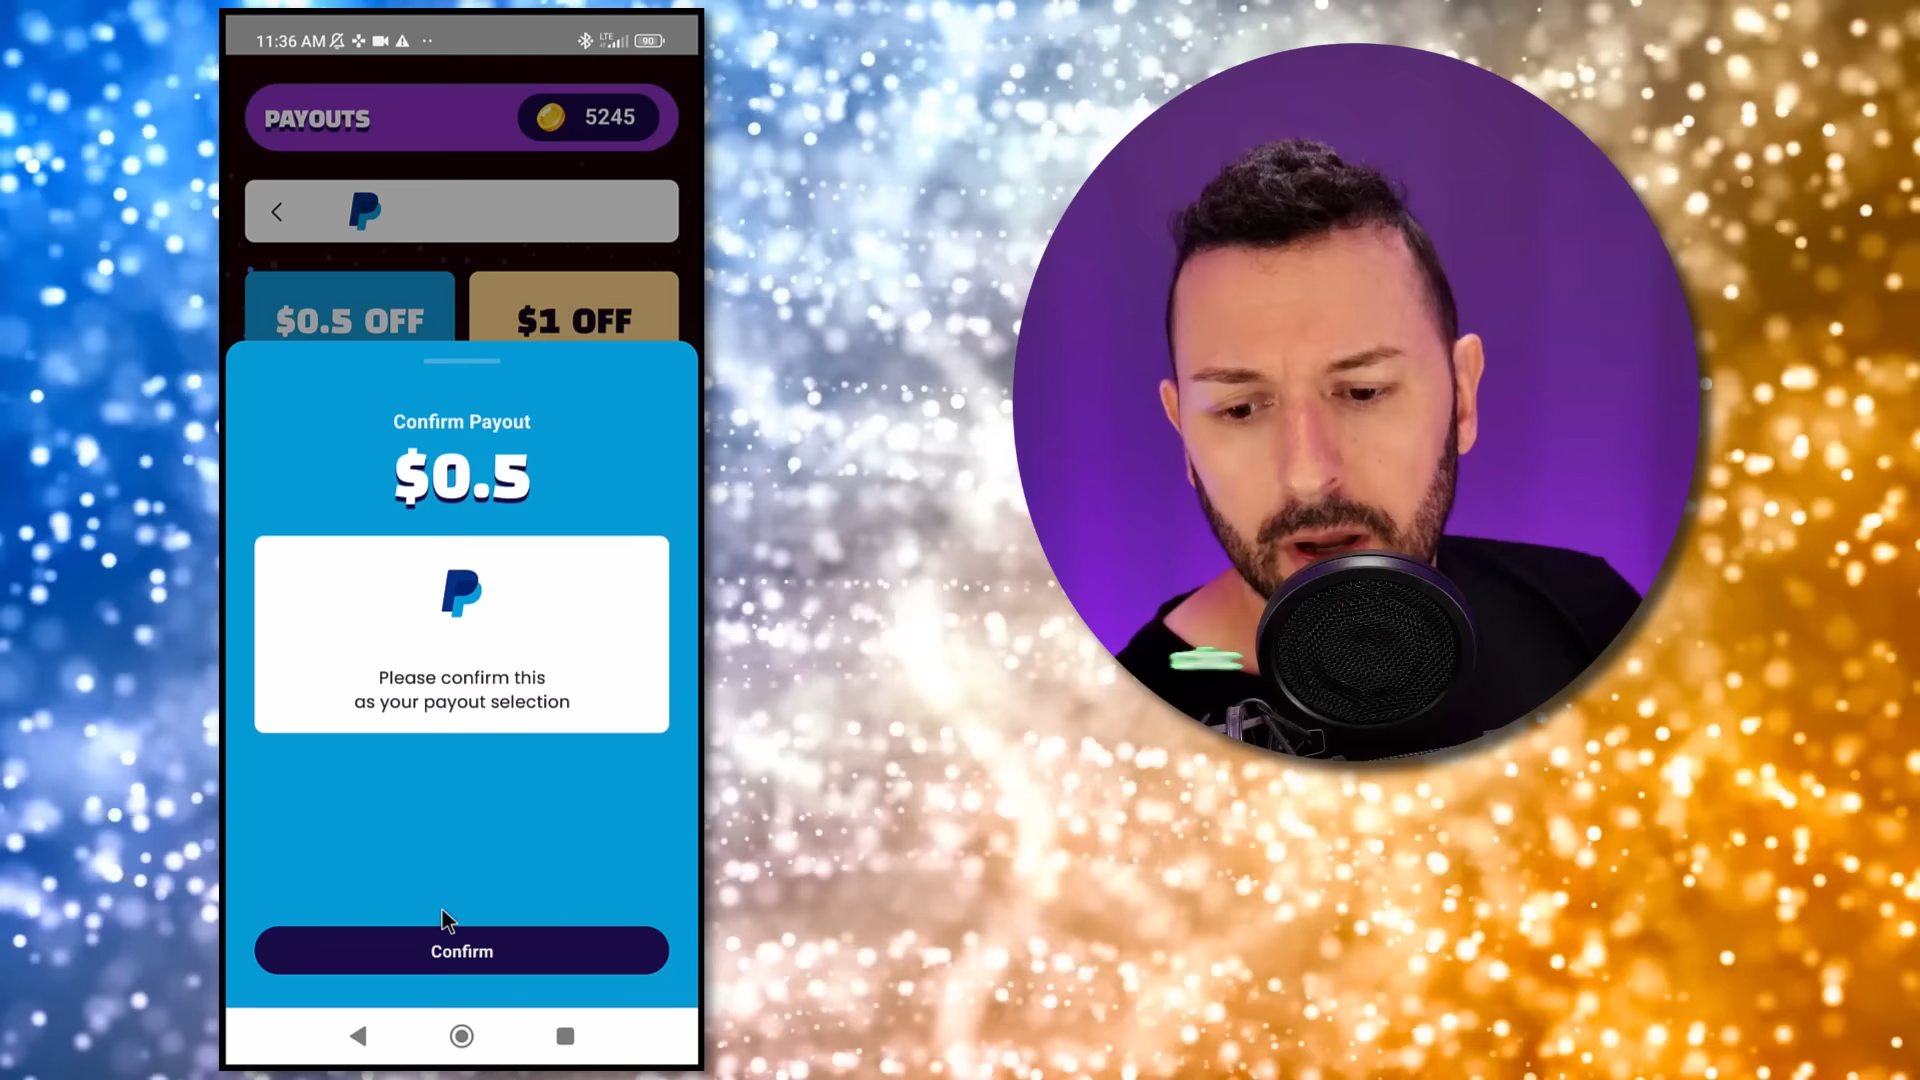 11:36 AM
LTE
90
PAYOUTS
5245
$0.5 OFF
$1 OFF
Confirm Payout
$0.5
Please confirm this
as your payout selection
Confirm